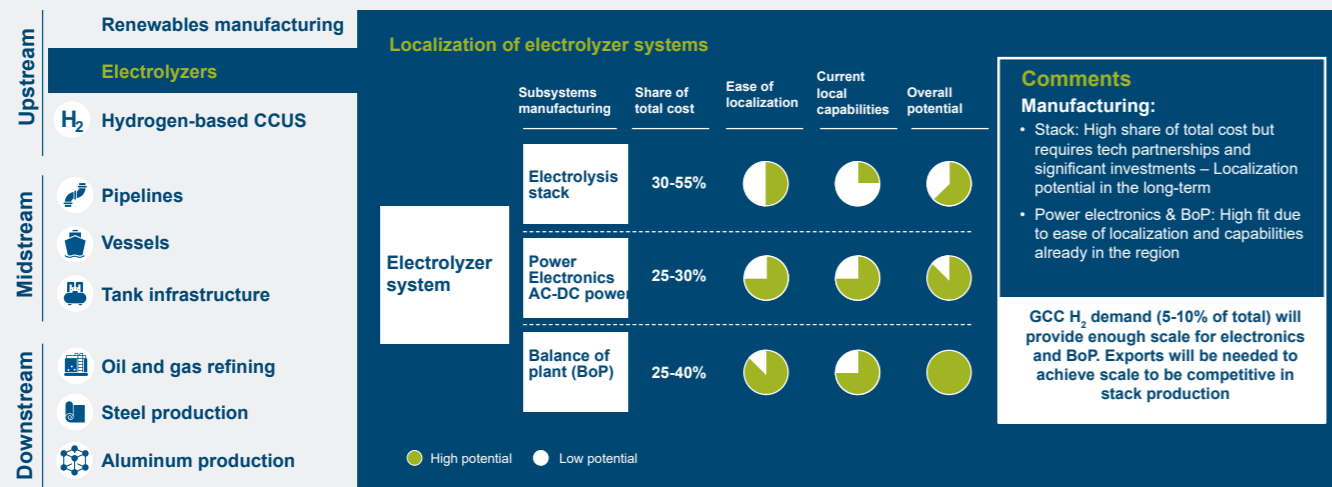 Upstream
Renewables manufacturing
Electrolyzers
H2
Hydrogen-based CCUS
Midstream
Pipelines
Vessels
Tank infrastructure
Downstream
Oil and gas refining
Steel production
Aluminum production
Localization of electrolyzer systems
Subsystems
manufacturing
Share of
total cost
Ease of
localization
Current
local
capabilities
Overall
potential
Electrolyzer
system
Electrolysis
stack
30-55%
Power
Electronics
AC-DC power
25-30%
Balance of
plant (BoP)
25-40%
High potential
Low potential
Comments
Manufacturing:
• Stack: High share of total cost but
requires tech partnerships and
significant investments – Localization
potential in the long-term
• Power electronics & BoP: High fit due
to ease of localization and capabilities
already in the region
GCC H2 demand (5-10% of total) will
provide enough scale for electronics
and BoP. Exports will be needed to
achieve scale to be competitive in
stack production